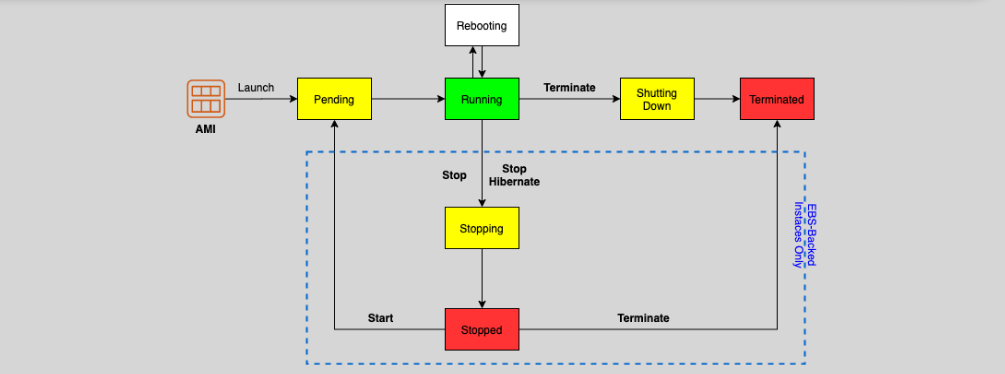 Rebooting
Launch
Pending
Running
Terminate
Shutting
Down
Terminated
AMI
Stop
Stop
Hibernate
EBS-Backed
Instaces Only
Stopping
Start
Stopped
Terminate